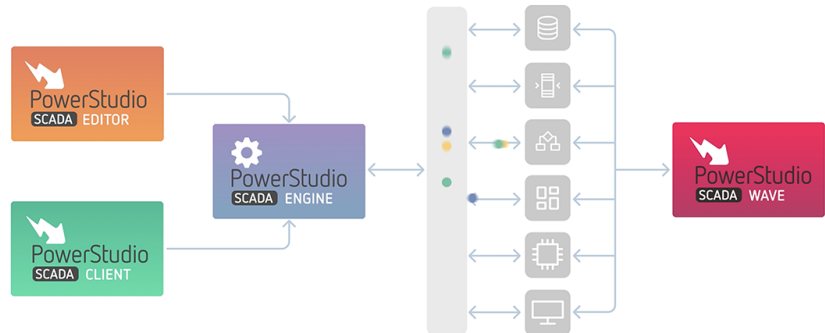 PowerStudio
SCADA EDITOR
PowerStudio
SCADA ENGINE
PowerStudio
SCADA CLIENT
PowerStudio
SCADA WAVE